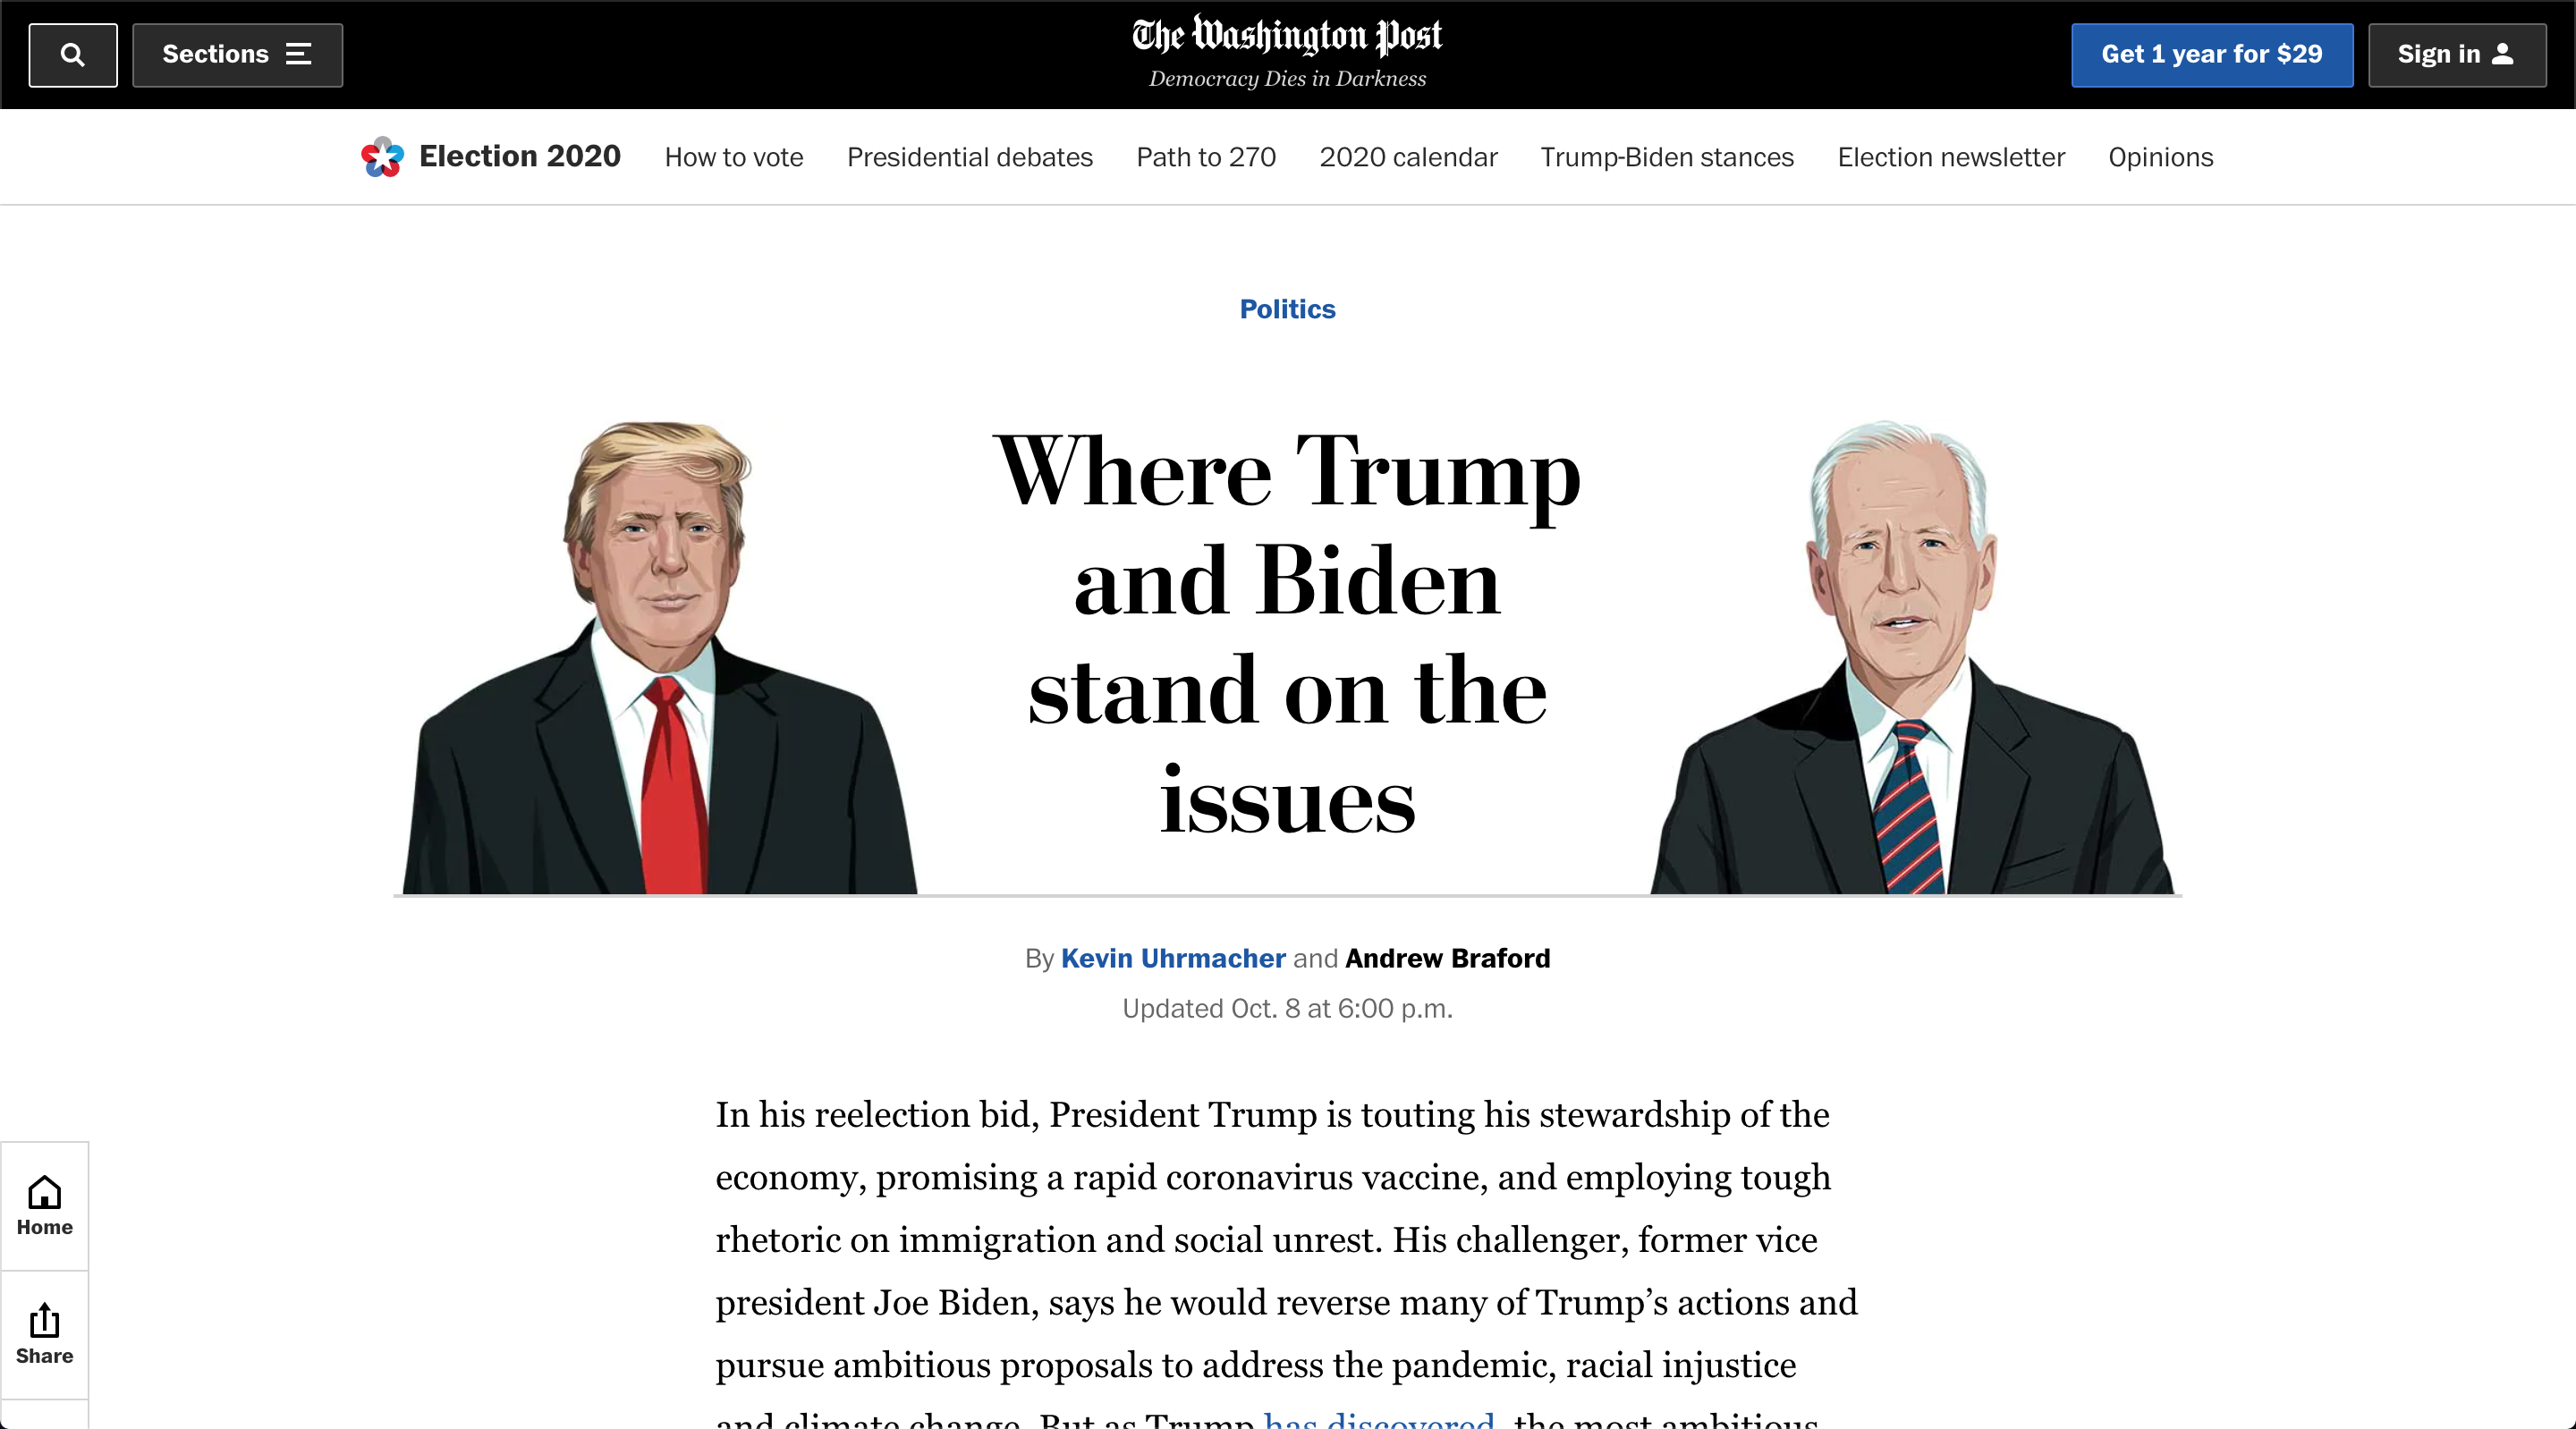 Sections
The Washington Post
Democracy Dies in Darkness
Get 1 year for $29
Sign in
Election 2020
How to vote
Presidential debates
Path to 270
2020 calendar
Trump-Biden stances
Election newsletter
Opinions
Politics
Where Trump
and Biden
stand on the
issues
By Kevin Uhrmacher and Andrew Braford
Updated Oct. 8 at 6:00 p.m.
In his reelection bid, President Trump is touting his stewardship of the
economy, promising a rapid coronavirus vaccine, and employing tough
rhetoric on immigration and social unrest. His challenger, former vice
president Joe Biden, says he would reverse many of Trump’s actions and
pursue ambitious proposals to address the pandemic, racial injustice
and climate change. But as Trump has discovered, the most ambitious
Home
Share